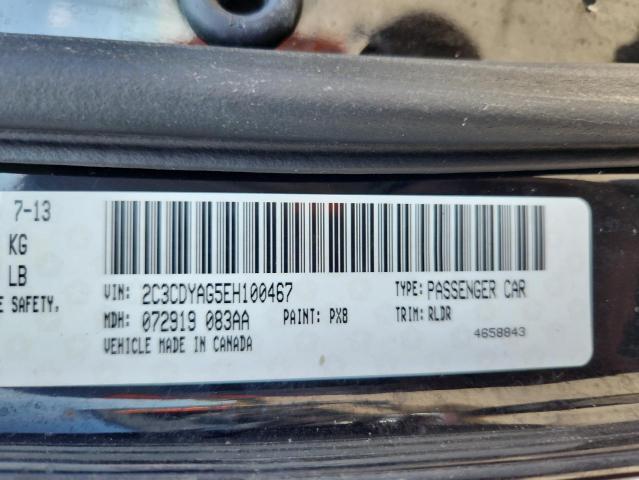 7-13
KG
LB
E SAFETY,
VIN: 2C3CDYAG5EH100467 TYPE: PASSENGER CAR
MDH: 072919 083AA PAINT: PX8 TRIM: RLDR
VEHICLE MADE IN CANADA 4658843